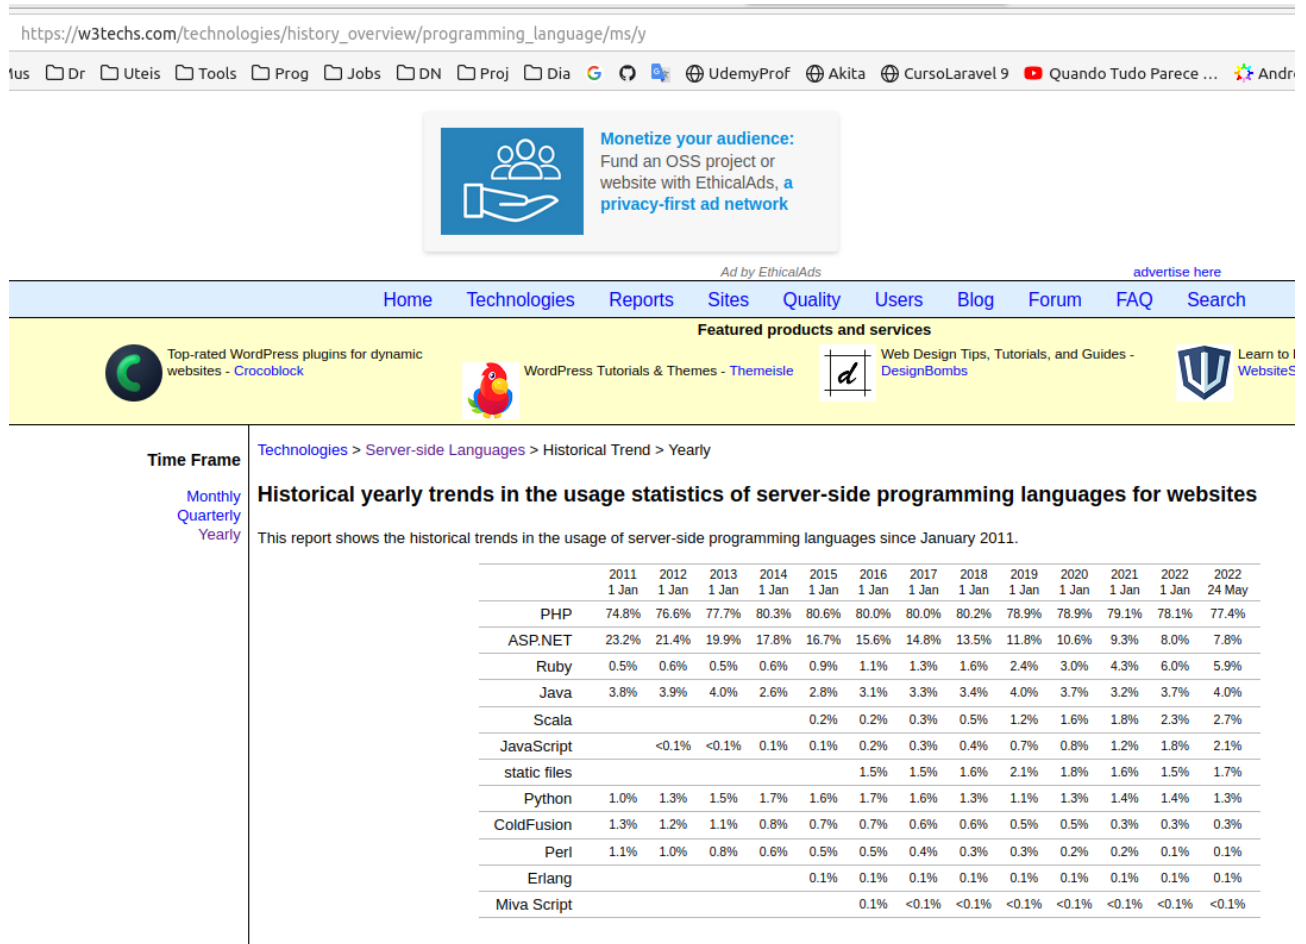 https://w3techs.com/technologies/history_overview/programming_language/ms/y
Dr Uteis Tools Prog Jobs DN Proj Dia UdemyProf Akita CursoLaravel 9 Quando Tudo Parece ...
Monetize your audience:
Fund an OSS project or
website with EthicalAds, a
privacy-first ad network
Ad by EthicalAds advertise here
Home Technologies Reports Sites Quality Users Blog Forum FAQ Search
Featured products and services
Top-rated WordPress plugins for dynamic
websites - Crocoblock
WordPress Tutorials & Themes - Themeisle
d
Web Design Tips, Tutorials, and Guides -
DesignBombs
Learn to
Time Frame
Monthly
Quarterly
Yearly
Technologies > Server-side Languages > Historical Trend > Yearly
Historical yearly trends in the usage statistics of server-side programming languages for websites
This report shows the historical trends in the usage of server-side programming languages since January 2011.
2011 2012 2013 2014 2015 2016 2017 2018 2019 2020 2021 2022 2022
1 Jan 1 Jan 1 Jan 1 Jan 1 Jan 1 Jan 1 Jan 1 Jan 1 Jan 1 Jan 1 Jan 1 Jan 24 May
PHP 74.8% 76.6% 77.7% 80.3% 80.6% 80.0% 80.0% 80.2% 78.9% 78.9% 79.1% 78.1% 77.4%
ASP.NET 23.2% 21.4% 19.9% 17.8% 16.7% 15.6% 14.8% 13.5% 11.8% 10.6% 9.3% 8.0% 7.8%
Ruby 0.5% 0.6% 0.5% 0.6% 0.9% 1.1% 1.3% 1.6% 2.4% 3.0% 4.3% 6.0% 5.9%
Java 3.8% 3.9% 4.0% 2.6% 2.8% 3.1% 3.3% 3.4% 4.0% 3.7% 3.2% 3.7% 4.0%
Scala 0.2% 0.2% 0.3% 0.5% 1.2% 1.6% 1.8% 2.3% 2.7%
JavaScript <0.1% <0.1% 0.1% 0.1% 0.2% 0.3% 0.4% 0.7% 0.8% 1.2% 1.8% 2.1%
static files 1.5% 1.5% 1.6% 2.1% 1.8% 1.6% 1.5% 1.7%
Python 1.0% 1.3% 1.5% 1.7% 1.6% 1.7% 1.6% 1.3% 1.1% 1.3% 1.4% 1.4% 1.3%
ColdFusion 1.3% 1.2% 1.1% 0.8% 0.7% 0.7% 0.6% 0.6% 0.5% 0.5% 0.3% 0.3% 0.3%
Perl 1.1% 1.0% 0.8% 0.6% 0.5% 0.5% 0.4% 0.3% 0.3% 0.2% 0.2% 0.1% 0.1%
Erlang 0.1% 0.1% 0.1% 0.1% 0.1% 0.1% 0.1% 0.1% 0.1%
Miva Script 0.1% <0.1% <0.1% <0.1% <0.1% <0.1% <0.1% <0.1%